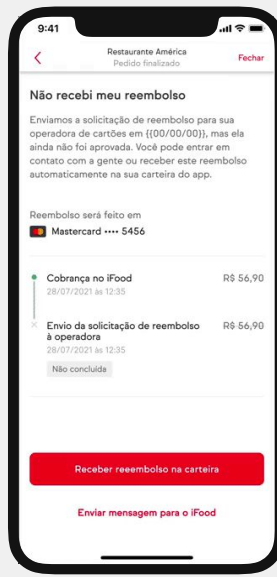 9:41
Restaurante América
Pedido finalizado
Fechar
Não recebi meu reembolso
Enviamos a solicitação de reembolso para sua
operadora de cartões em {{00/00/00}}, mas ela
ainda não foi aprovada. Você pode entrar em
contato com a gente ou receber este reembolso
automaticamente na sua carteira do app.
Reembolso será feito em
Mastercard •••• 5456
Cobrança no iFood R$ 56,90
28/07/2021 às 12:35
Envio da solicitação de reembolso R$ 56,90
à operadora
28/07/2021 às 12:35
Não concluída
Receber reeembolso na carteira
Enviar mensagem para o iFood